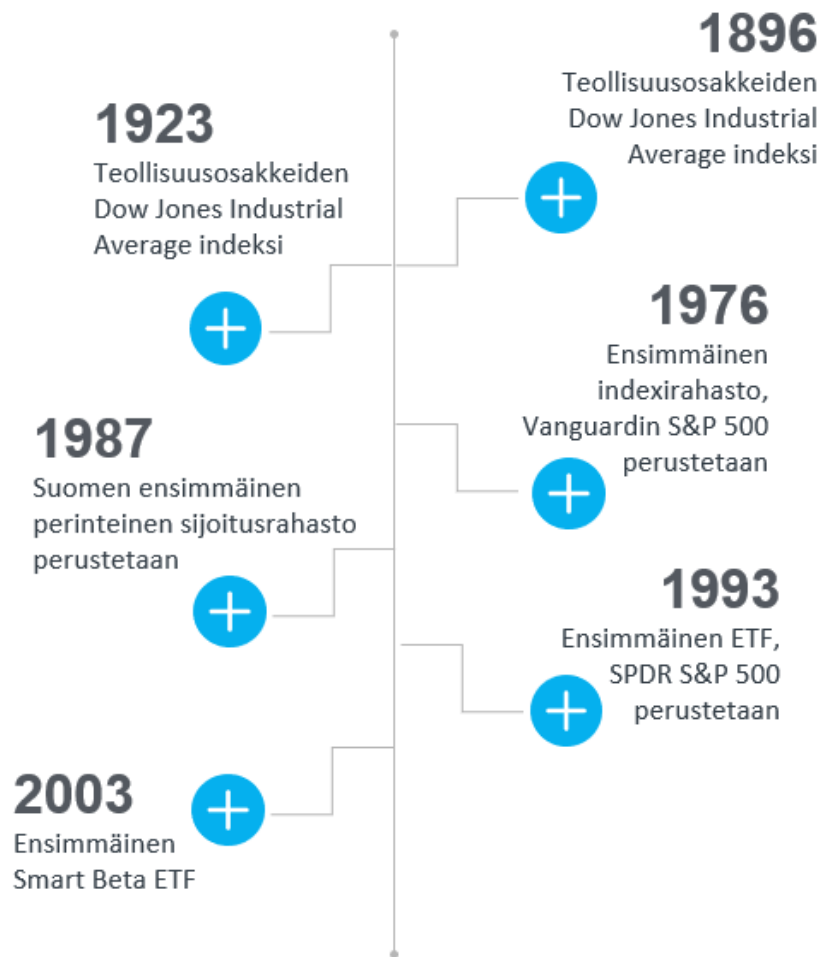 1896
Teollisuusosakkeiden
Dow Jones Industrial
Average indeksi
1923
Teollisuusosakkeiden
Dow Jones Industrial
Average indeksi
1976
Ensimmäinen
indexirahasto,
Vanguardin S&P 500
perustetaan
1987
Suomen ensimmäinen
perinteinen sijoitusrahasto
perustetaan
1993
Ensimmäinen ETF,
SPDR S&P 500
perustetaan
2003
Ensimmäinen
Smart Beta ETF